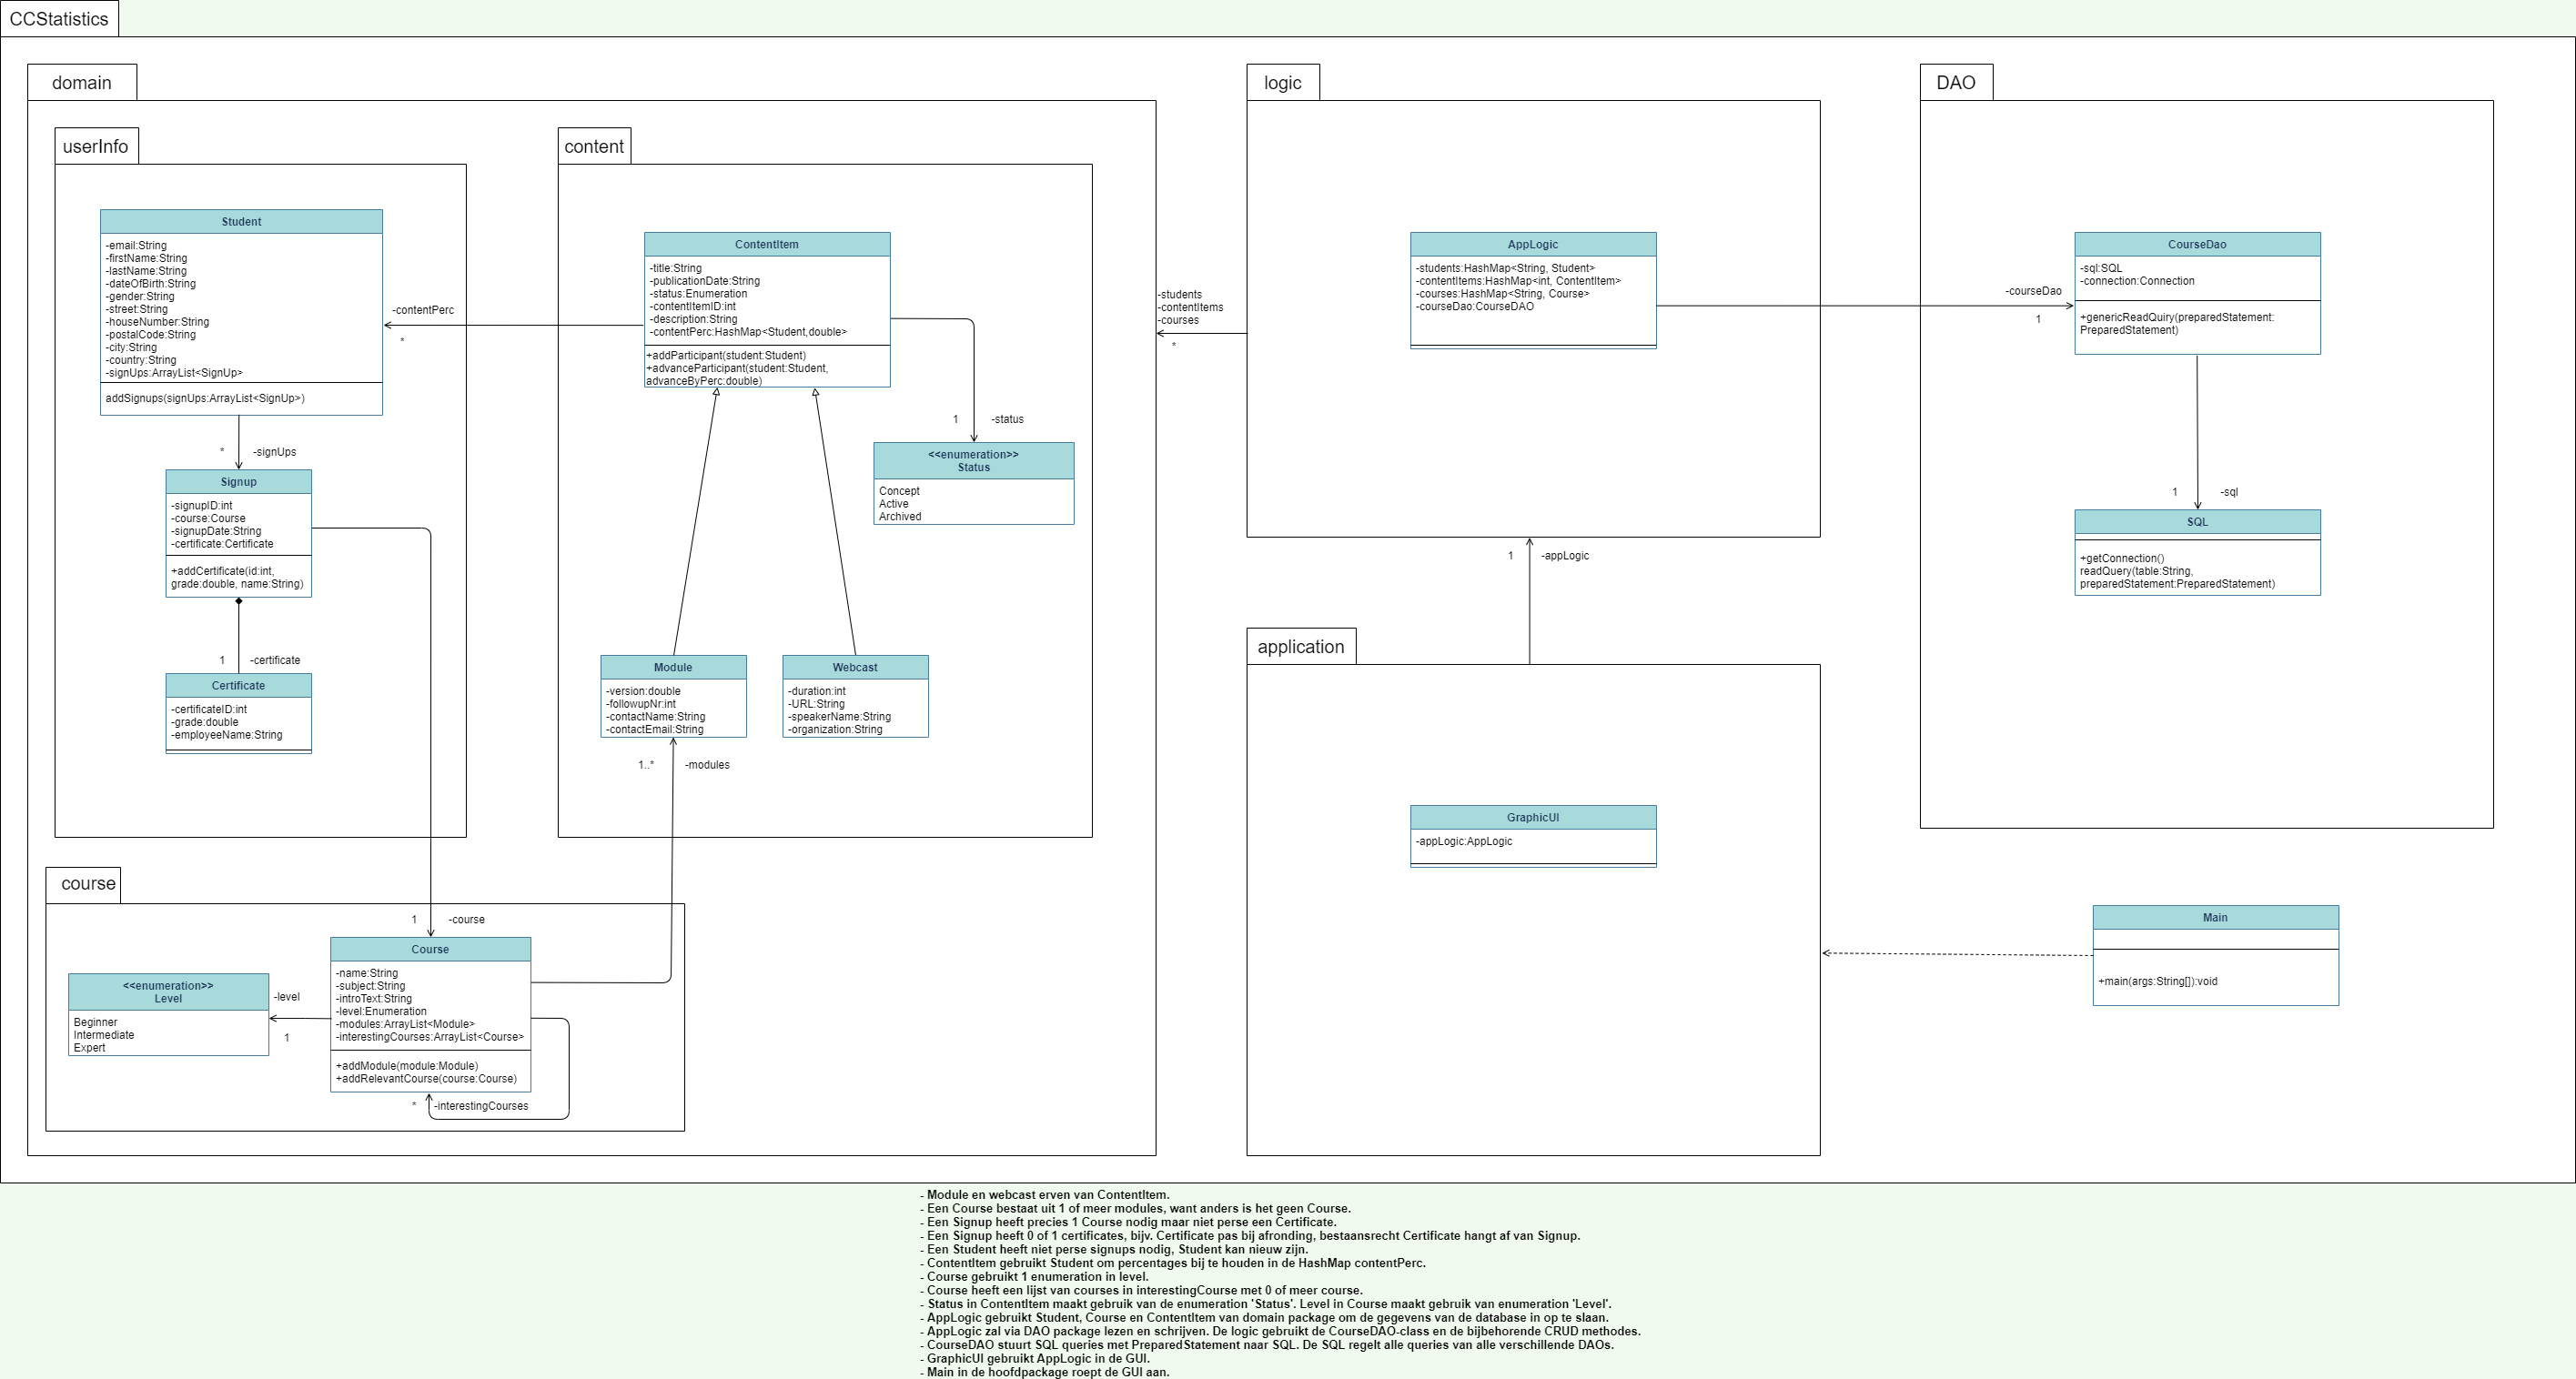 CCStatistics
domain
userInfo
Student
-email:String
-firstName:String
-lastName:String
-dateOfBirth:String
-gender:String
-street:String
-houseNumber:String
-postalCode:String
-city:String
-country:String
-signUps:ArrayList<SignUp>
addSignups(signUps:ArrayList<SignUp>)
* -signUps
Signup
-signupID:int
-course:Course
-signupDate:String
-certificate:Certificate
+addCertificate(id:int,
grade:double, name:String)
1 -certificate
Certificate
-certificateID:int
-grade:double
-employeeName:String
content
-contentPerc
*
ContentItem
-title:String
-publicationDate:String
-status:Enumeration
-contentItemID:int
-description:String
-contentPerc:HashMap<Student,double>
+addParticipant(student:Student)
+advanceParticipant(student:Student,
advanceByPerc:double)
1 -status
<<enumeration>>
Status
Concept
Active
Archived
Module
-version:double
-followupNr:int
-contactName:String
-contactEmail:String
Webcast
-duration:int
-URL:String
-speakerName:String
-organization:String
1..* -modules
course
1 -course
Course
-name:String
-subject:String
-introText:String
-level:Enumeration
-modules:ArrayList<Module>
-interestingCourses:ArrayList<Course>
+addModule(module:Module)
+addRelevantCourse(course:Course)
* -interestingCourses
<<enumeration>>
Level
Beginner
Intermediate
Expert
-level
1
logic
-students
-contentItems
-courses
*
AppLogic
-students:HashMap<String, Student>
-contentItems:HashMap<int, ContentItem>
-courses:HashMap<String, Course>
-courseDao:CourseDAO
1 -appLogic
application
GraphicUI
-appLogic:AppLogic
DAO
-courseDao
1
CourseDao
-sql:SQL
-connection:Connection
+genericReadQuiry(preparedStatement:
PreparedStatement)
1 -sql
SQL
+getConnection()
readQuery(table:String,
preparedStatement:PreparedStatement)
Main
+main(args:String[]):void
- Module en webcast erven van ContentItem.
- Een Course bestaat uit 1 of meer modules, want anders is het geen Course.
- Een Signup heeft precies 1 Course nodig maar niet perse een Certificate.
- Een Signup heeft 0 of 1 certificates, bijv. Certificate pas bij afronding, bestaansrecht Certificate hangt af van Signup.
- Een Student heeft niet perse signups nodig, Student kan nieuw zijn.
- ContentItem gebruikt Student om percentages bij te houden in de HashMap contentPerc.
- Course gebruikt 1 enumeration in level.
- Course heeft een lijst van courses in interestingCourse met 0 of meer course.
- Status in ContentItem maakt gebruik van de enumeration 'Status'. Level in Course maakt gebruik van enumeration 'Level'.
- AppLogic gebruikt Student, Course en ContentItem van domain package om de gegevens van de database in op te slaan.
- AppLogic zal via DAO package lezen en schrijven. De logic gebruikt de CourseDAO-class en de bijbehorende CRUD methodes.
- CourseDAO stuurt SQL queries met PreparedStatement naar SQL. De SQL regelt alle queries van alle verschillende DAOs.
- GraphicUI gebruikt AppLogic in de GUI.
- Main in de hoofdpackage roept de GUI aan.